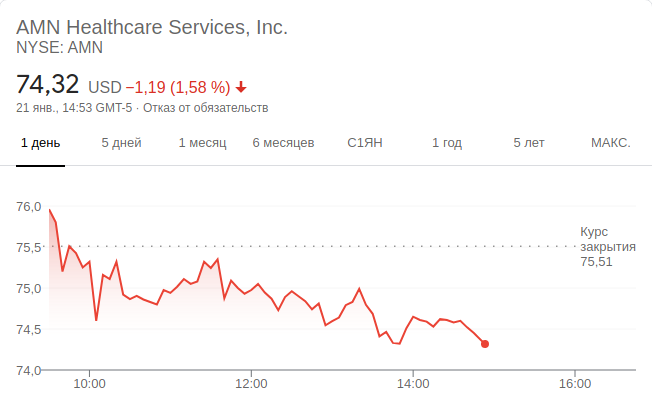 AMN Healthcare Services, Inc.
NYSE: AMN
74,32 USD −1,19 (1,58 %)
21 янв., 14:53 GMT-5 · Отказ от обязательств
1 день 5 дней 1 месяц 6 месяцев С1ЯН 1 год 5 лет МАКС.
76,0
Курс
75,5 закрытия
75,51
75,0
74,5
74,0
10:00 12:00 14:00 16:00